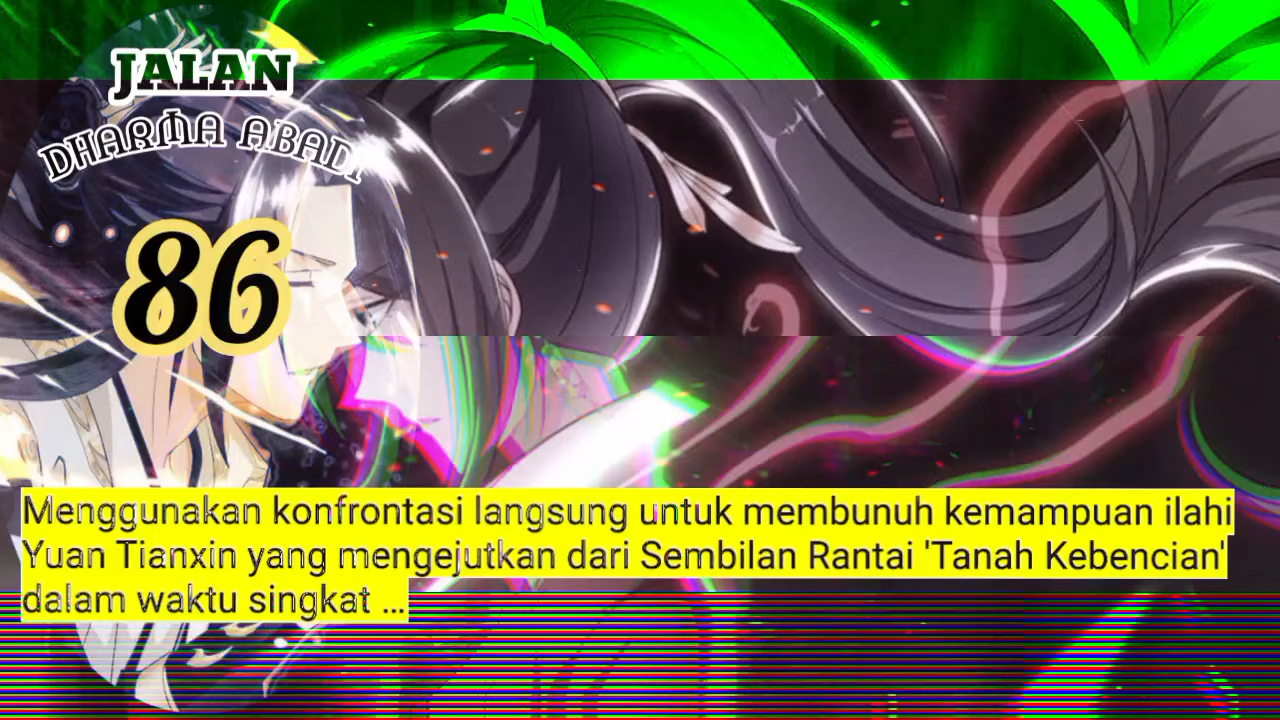 JALAN
DHARMA ABADI
86
Menggunakan konfrontasi langsung untuk membunuh kemampuan ilahi
Yuan Tianxin yang mengejutkan dari Sembilan Rantai 'Tanah Kebencian'
dalam waktu singkat ...